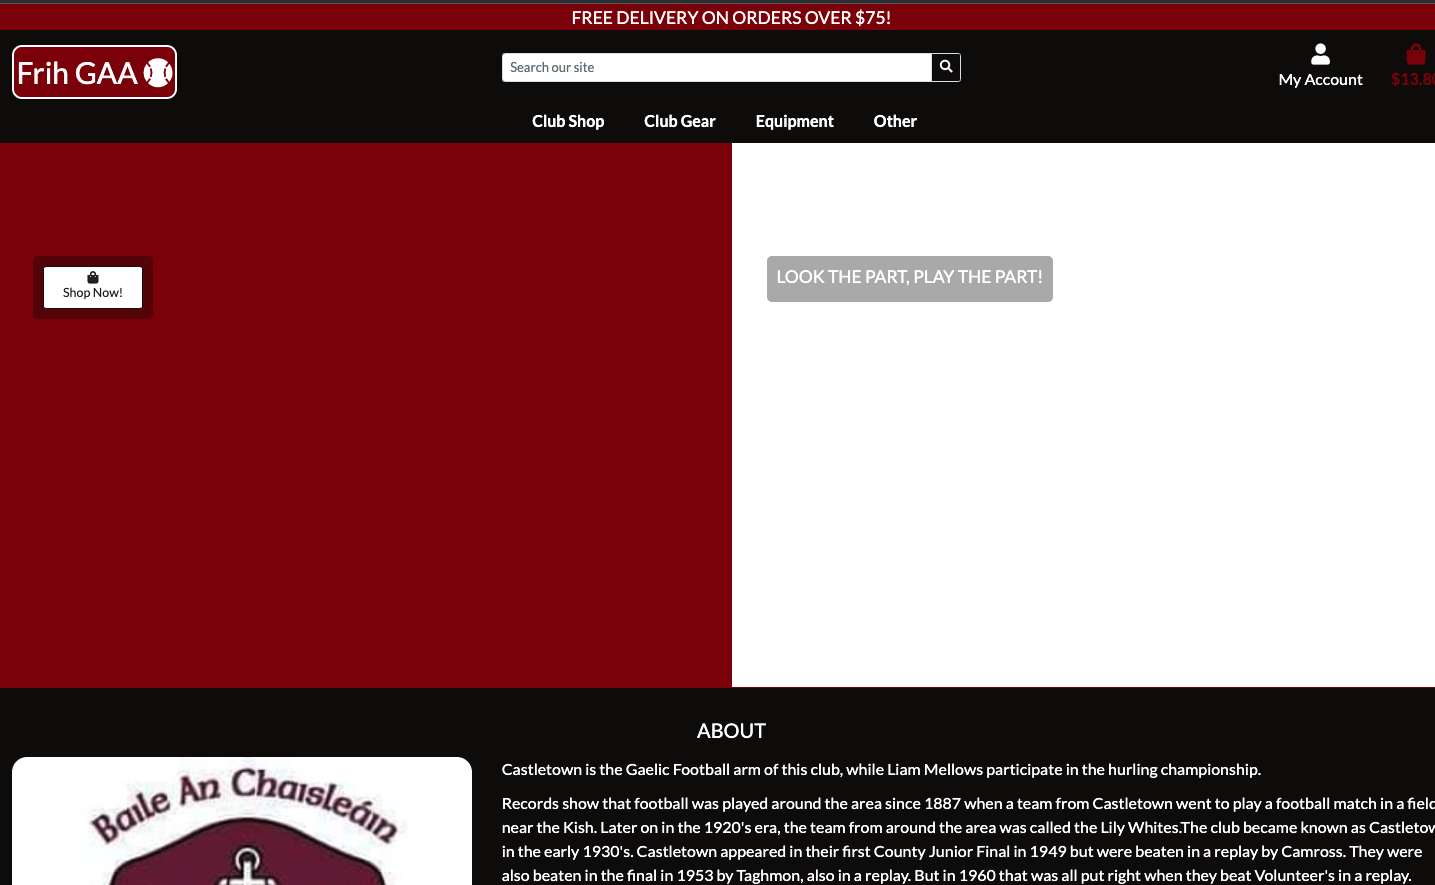 FREE DELIVERY ON ORDERS OVER $75!
Frih GAA
Search our site
My Account
$13.8
Club Shop
Club Gear
Equipment
Other
Shop Now!
LOOK THE PART, PLAY THE PART!
ABOUT
Baile An Chaisleáin
Castletown is the Gaelic Football arm of this club, while Liam Mellows participate in the hurling championship.
Records show that football was played around the area since 1887 when a team from Castletown went to play a football match in a field
near the Kish. Later on in the 1920's era, the team from around the area was called the Lily Whites.The club became known as Castletow
in the early 1930's. Castletown appeared in their first County Junior Final in 1949 but were beaten in a replay by Camross. They were
also beaten in the final in 1953 by Taghmon, also in a replay. But in 1960 that was all put right when they beat Volunteer's in a replay.